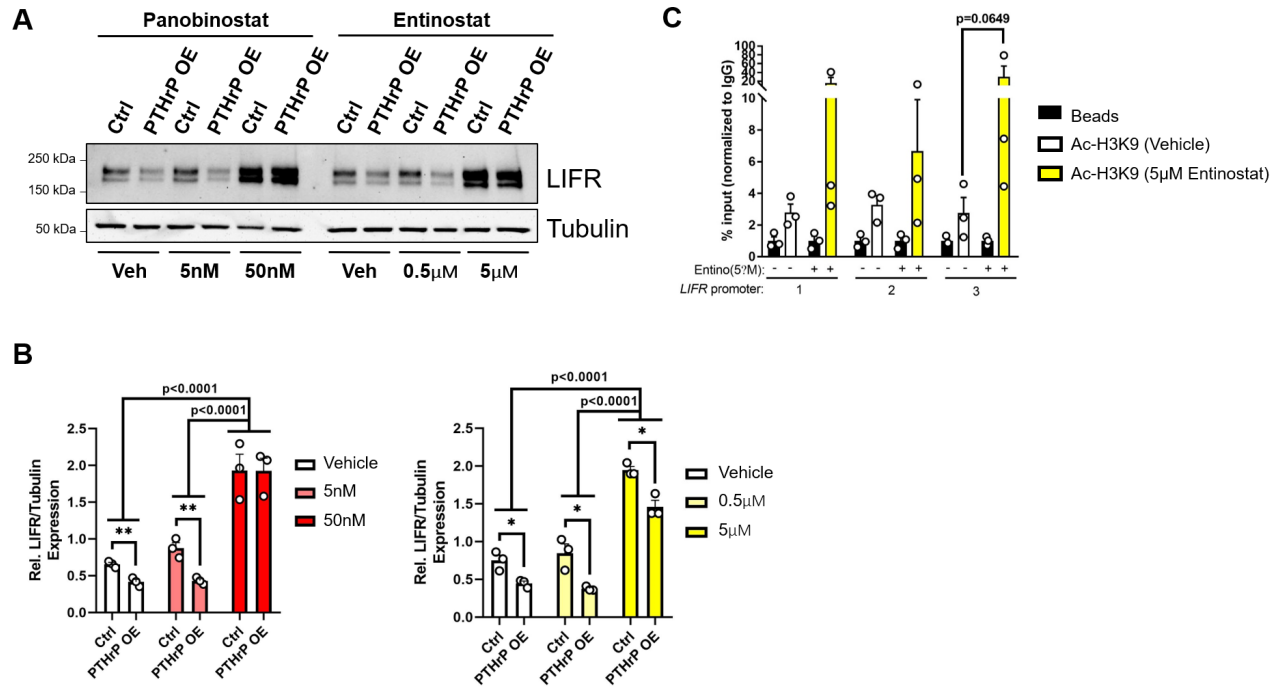 A
Panobinostat
Entinostat
Ctrl
PTHrP OE
Ctrl
PTHrP OE
Ctrl
PTHrP OE
Ctrl
PTHrP OE
Ctrl
PTHrP OE
Ctrl
PTHrP OE
250 kDa
150 kDa
50 kDa
LIFR
Tubulin
Veh
5nM
50nM
Veh
0.5μM
5μM
C
p=0.0649
% input (normalized to IgG)
100
80
60
40
20
10
8
6
4
2
0
Entino(5?M):
- - + + - - + + - - + +
LIFR promoter:
1
2
3
Beads
Ac-H3K9 (Vehicle)
Ac-H3K9 (5μM Entinostat)
B
p<0.0001
p<0.0001
**
**
Rel. LIFR/Tubulin
Expression
2.5
2.0
1.5
1.0
0.5
0.0
Ctrl
PTHrP OE
Ctrl
PTHrP OE
Ctrl
PTHrP OE
Vehicle
5nM
50nM
p<0.0001
p<0.0001
*
*
*
Rel. LIFR/Tubulin
Expression
2.5
2.0
1.5
1.0
0.5
0.0
Ctrl
PTHrP OE
Ctrl
PTHrP OE
Ctrl
PTHrP OE
Vehicle
0.5μM
5μM